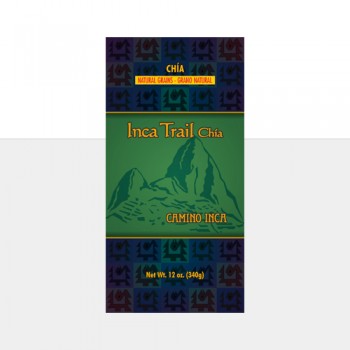 CHÍA
NATURAL GRAINS - GRANO NATURAL
Inca Trail Chía
CAMINO INCA
Net Wt. 12 oz. (340g)